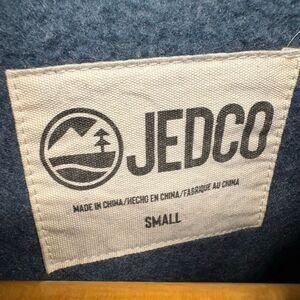 JEDCO
MADE IN CHINA/HECHO EN CHINA/FABRIQUE AU CHINA
SMALL